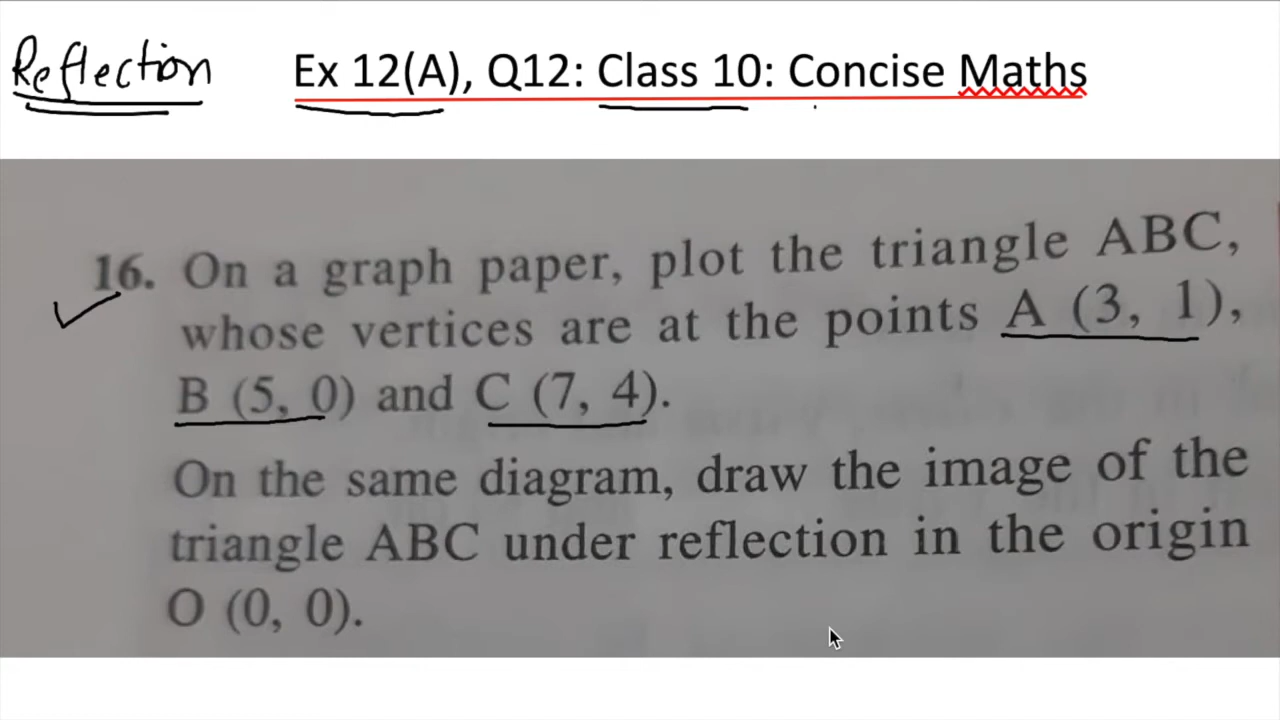 Reflection Ex 12(A), Q12: Class 10: Concise Maths
16. On a graph paper, plot the triangle ABC,
whose vertices are at the points A (3, 1),
B (5, 0) and C (7, 4).
On the same diagram, draw the image of the
triangle ABC under reflection in the origin
O (0, 0).